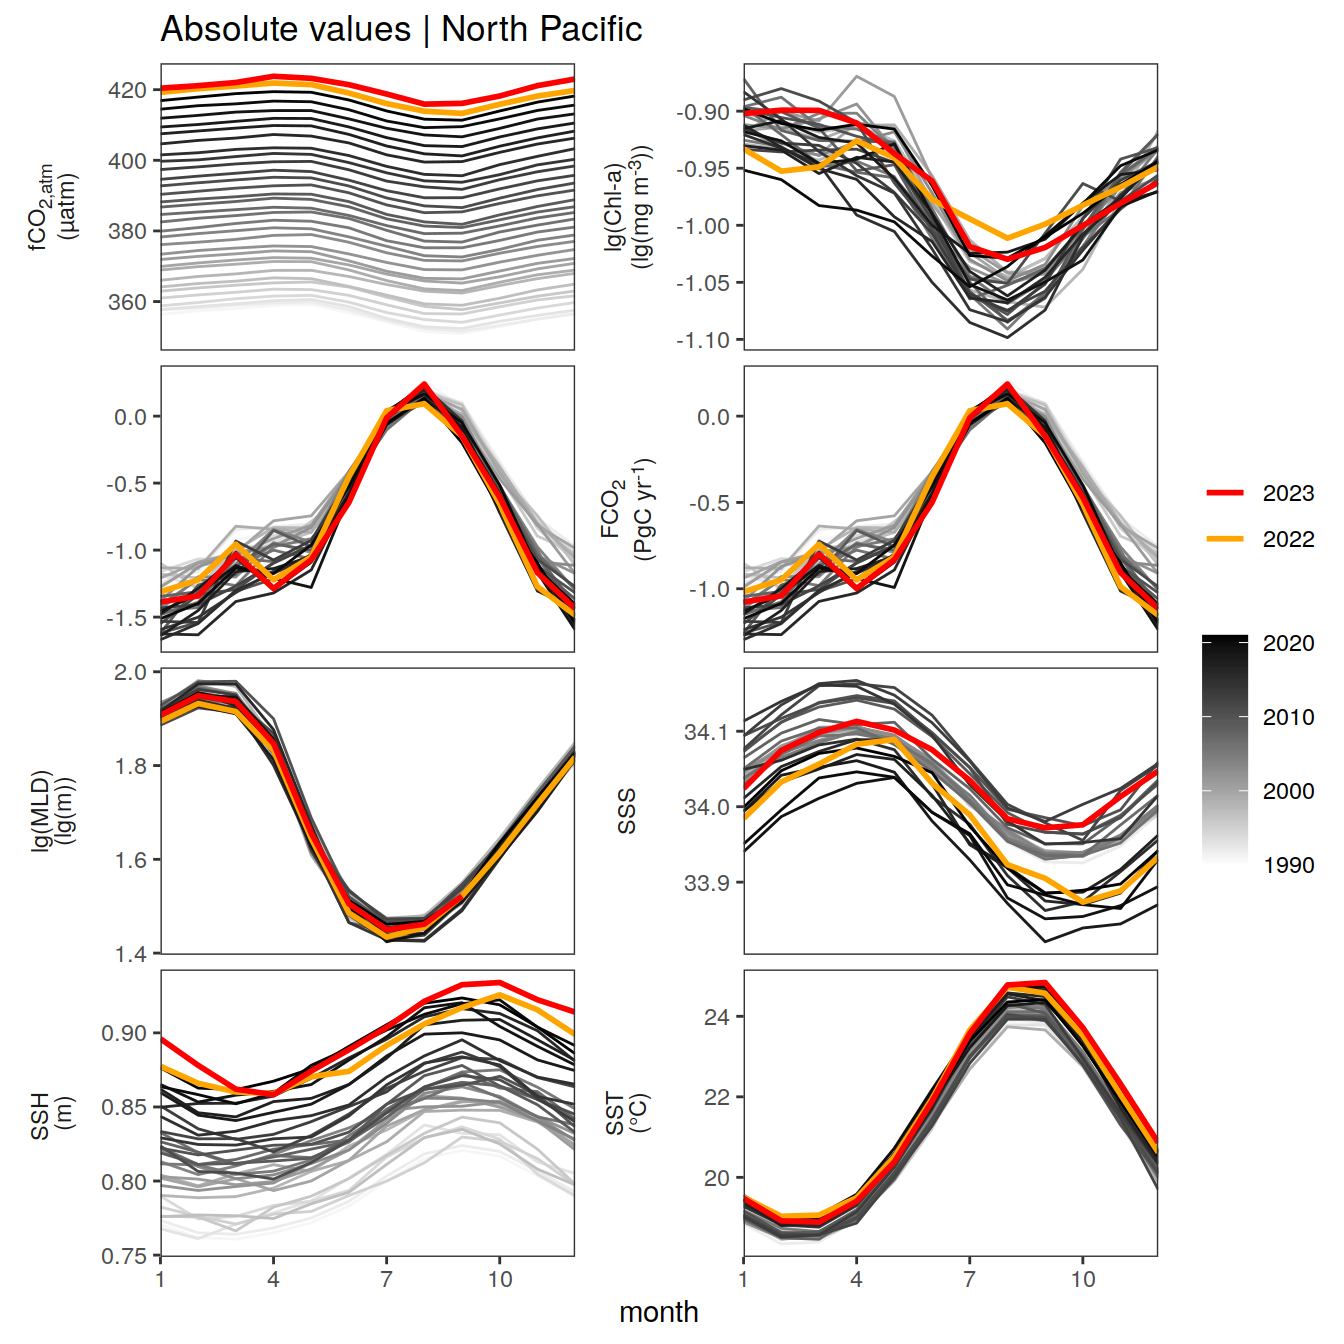 Absolute values | North Pacific
fCO2,atm
(µatm)
420
400
380
360
lg(Chl-a)
(lg(mg m-3))
-0.90
-0.95
-1.00
-1.05
-1.10
0.0
-0.5
-1.0
-1.5
FCO2
(PgC yr-1)
0.0
-0.5
-1.0
lg(MLD)
(lg(m))
2.0
1.8
1.6
1.4
SSS
34.1
34.0
33.9
SSH
(m)
0.90
0.85
0.80
0.75
SST
(°C)
24
22
20
1 4 7 10
1 4 7 10
month
2023
2022
2020
2010
2000
1990